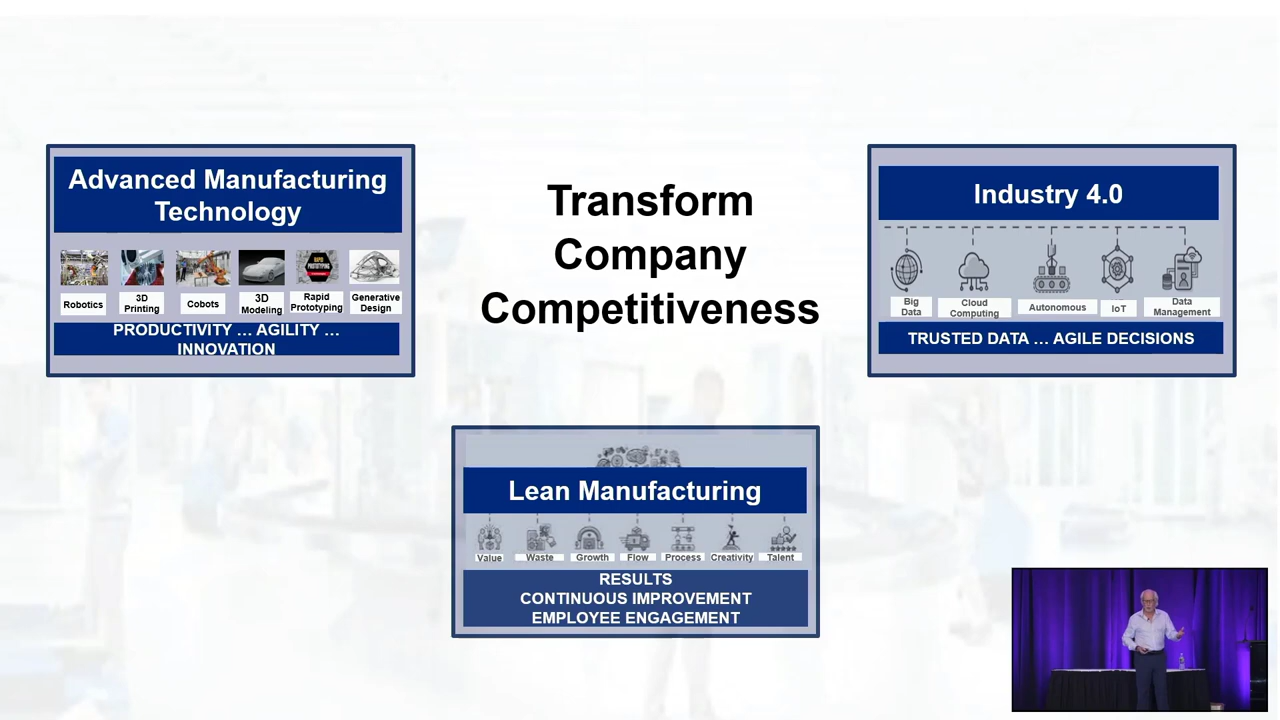 Advanced Manufacturing
Technology
Robotics
3D
Printing
Cobots
3D
Modeling
RAPID
PROTOTYPING
Rapid
Prototyping
Generative
Design
PRODUCTIVITY ... AGILITY ...
INNOVATION
Transform
Company
Competitiveness
Industry 4.0
Big
Data
Cloud
Computing
Autonomous
IoT
Data
Management
TRUSTED DATA ... AGILE DECISIONS
Lean Manufacturing
Value
Waste
Growth
Flow
Process
Creativity
Talent
RESULTS
CONTINUOUS IMPROVEMENT
EMPLOYEE ENGAGEMENT